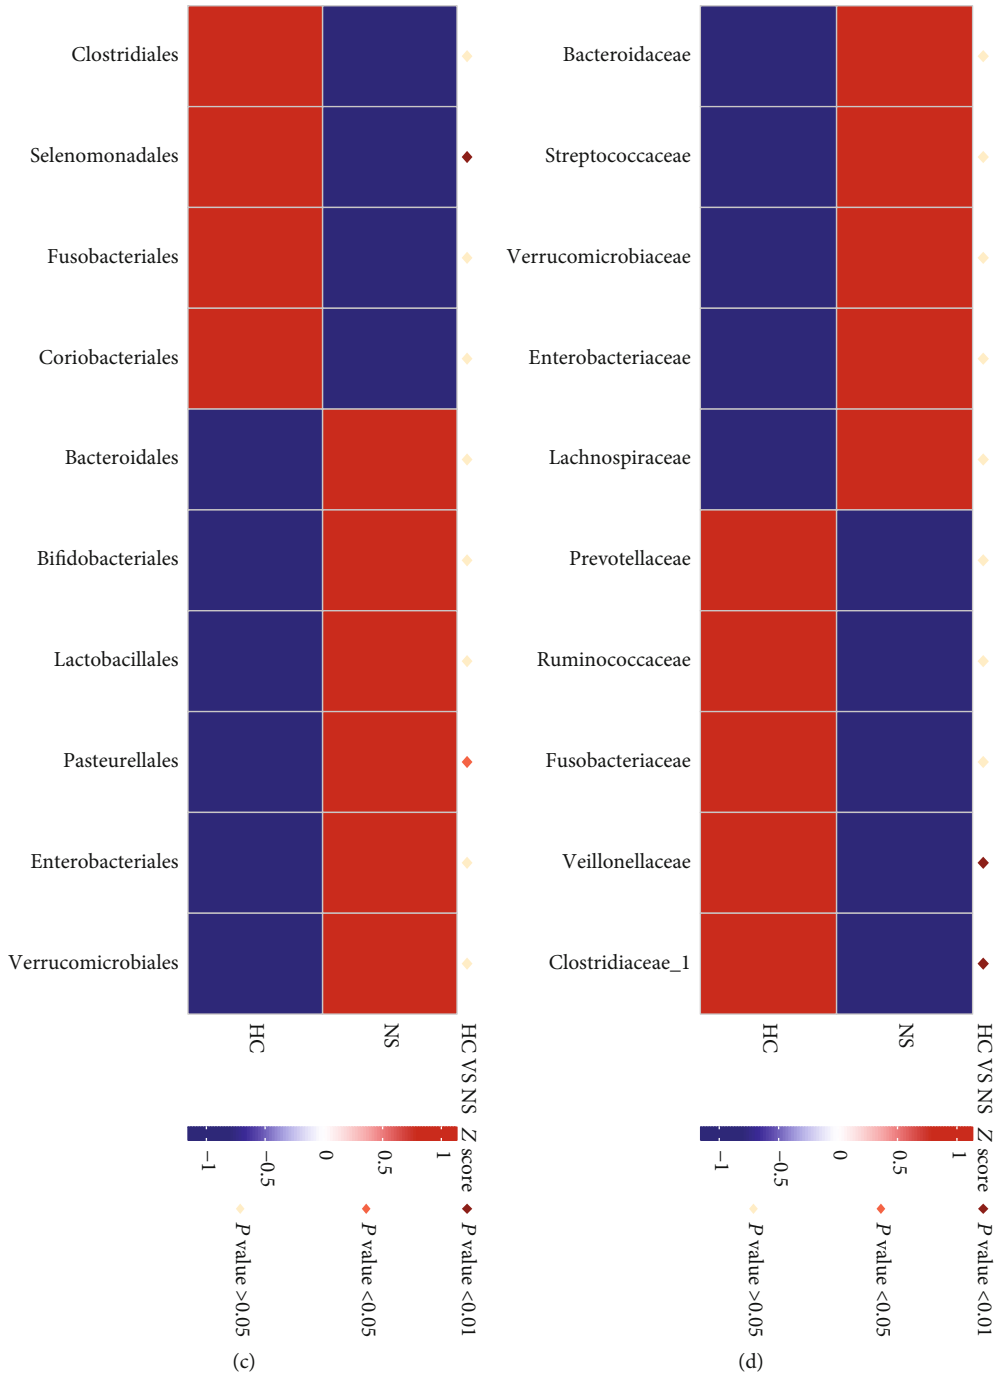 Clostridiales
Selenomonadales
Fusobacteriales
Coriobacteriales
Bacteroidales
Bifidobacteriales
Lactobacillales
Pasteurellales
Enterobacteriales
Verrucomicrobiales
HC
NS
HC VS NS
Z score
1
0.5
0
−0.5
−1
P value <0.01
P value <0.05
P value >0.05
(c)
Bacteroidaceae
Streptococcaceae
Verrucomicrobiaceae
Enterobacteriaceae
Lachnospiraceae
Prevotellaceae
Ruminococcaceae
Fusobacteriaceae
Veillonellaceae
Clostridiaceae_1
HC
NS
HC VS NS
Z score
1
0.5
0
−0.5
−1
P value <0.01
P value <0.05
P value >0.05
(d)